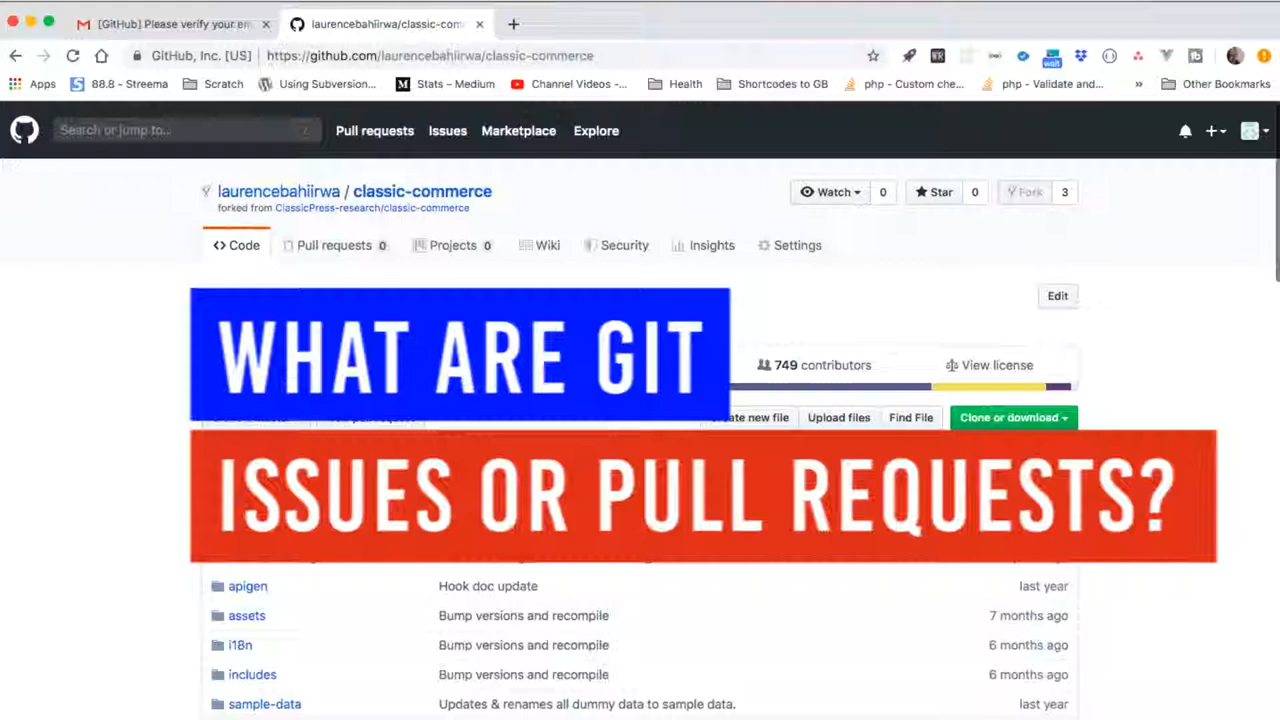 [GitHub] Please verify your em
laurencebahiirwa/classic-comm
GitHub, Inc. [US]
https://github.com/laurencebahiirwa/classic-commerce
wait
Apps
88.8 - Streema
Scratch
Using Subversion...
Stats – Medium
Channel Videos -...
Health
Shortcodes to GB
php - Custom che...
php - Validate and...
»
Other Bookmarks
Search or jump to...
/
Pull requests
Issues
Marketplace
Explore
laurencebahiirwa / classic-commerce
forked from ClassicPress-research/classic-commerce
Watch
0
Star
0
Fork
3
Code
Pull requests 0
Projects 0
Wiki
Security
Insights
Settings
Edit
WHAT ARE GIT
749 contributors
View license
Create new file
Upload files
Find File
Clone or download
ISSUES OR PULL REQUESTS?
apigen
Hook doc update
last year
assets
Bump versions and recompile
7 months ago
i18n
Bump versions and recompile
6 months ago
includes
Bump versions and recompile
6 months ago
sample-data
Updates & renames all dummy data to sample data.
last year